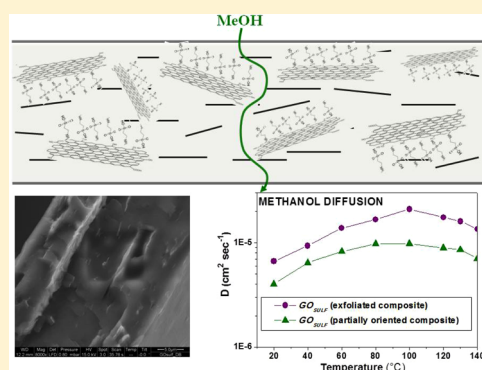 MeOH
METHANOL DIFFUSION
D (cm² sec⁻¹)
1E-5
1E-6
GO_SULF (exfoliated composite)
GO_SULF (partially oriented composite)
20 40 60 80 100 120 140
Temperature (°C)